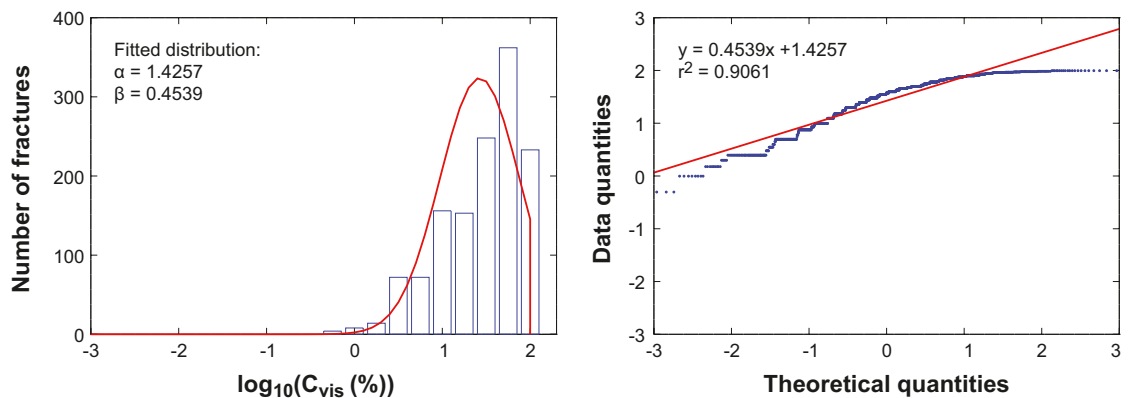 Number of fractures
400
300
200
100
0
Fitted distribution:
α = 1.4257
β = 0.4539
-3
-2
-1
0
1
2
log10(Cvis (%))
Data quantities
3
2
1
0
-1
-2
-3
y = 0.4539x +1.4257
r2 = 0.9061
-3
-2
-1
0
1
2
3
Theoretical quantities